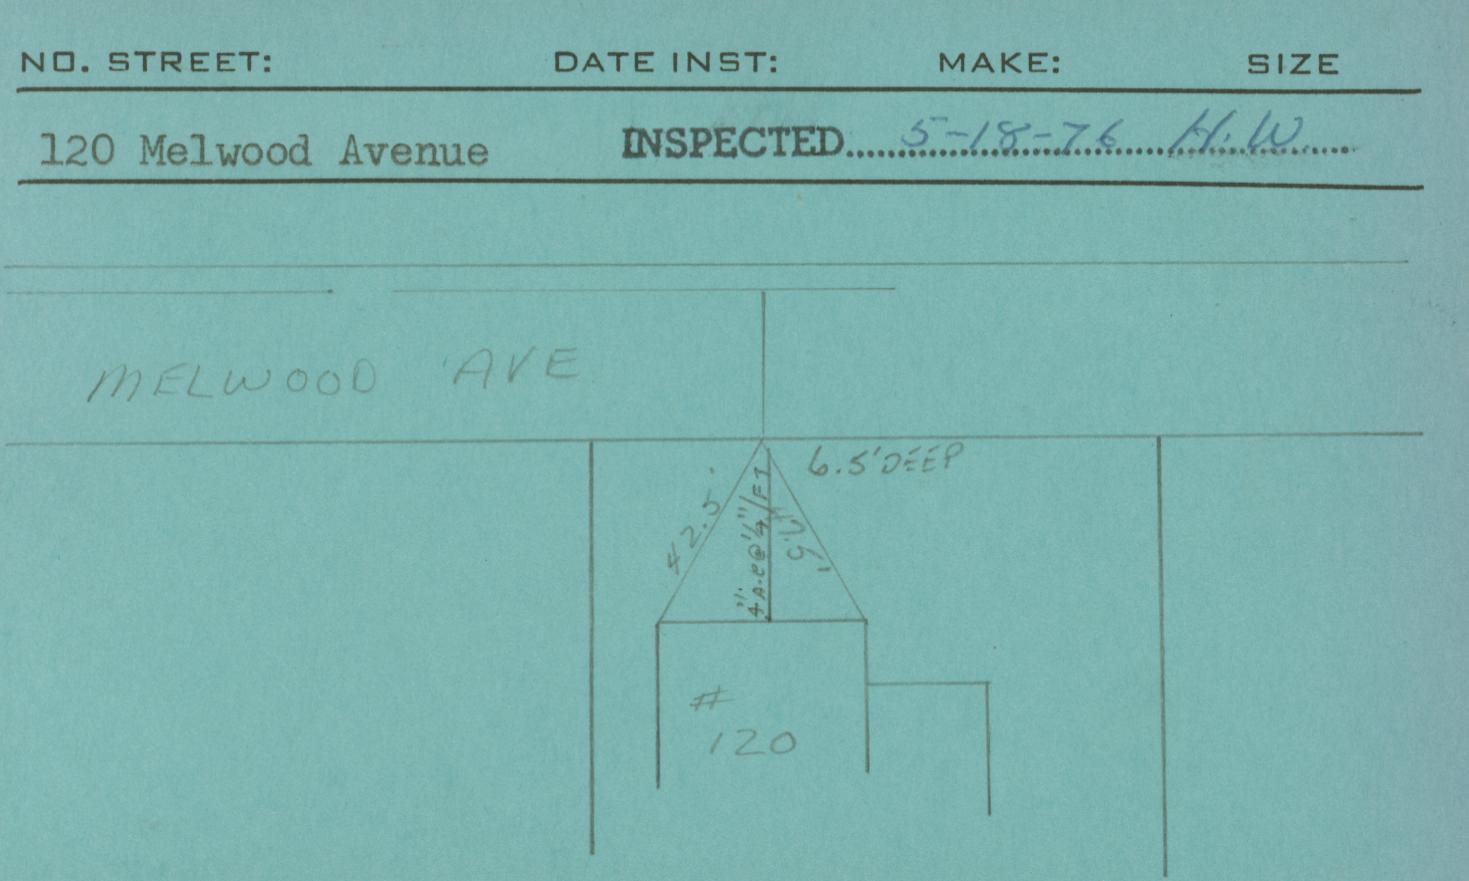 NO. STREET: DATE INST: MAKE: SIZE
120 Melwood Avenue INSPECTED 5-18-76 H.W.
MELWOOD AVE
6.5' DEEP
42.5'
4" A.C @ 1/4"/FT
#
120